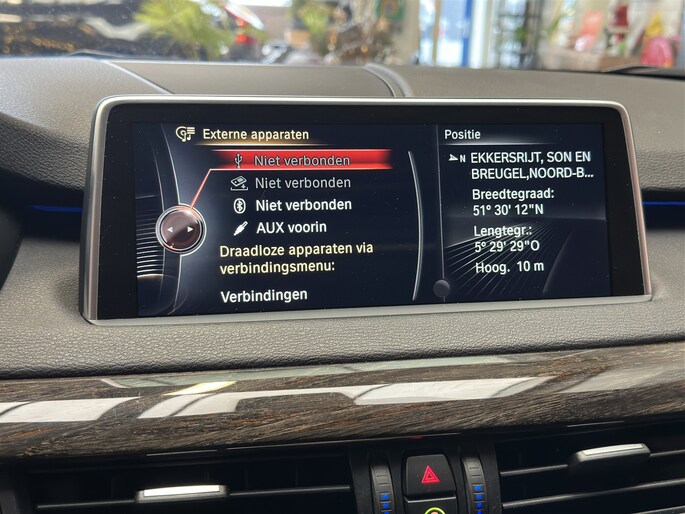 Externe apparaten
Niet verbonden
Niet verbonden
Niet verbonden
AUX voorin
Draadloze apparaten via
verbindingsmenu:
Verbindingen
Positie
N EKKERSRIJT, SON EN
BREUGEL,NOORD-B...
Breedtegraad:
51° 30' 12"N
Lengtegr.:
5° 29' 29"O
Hoog. 10 m